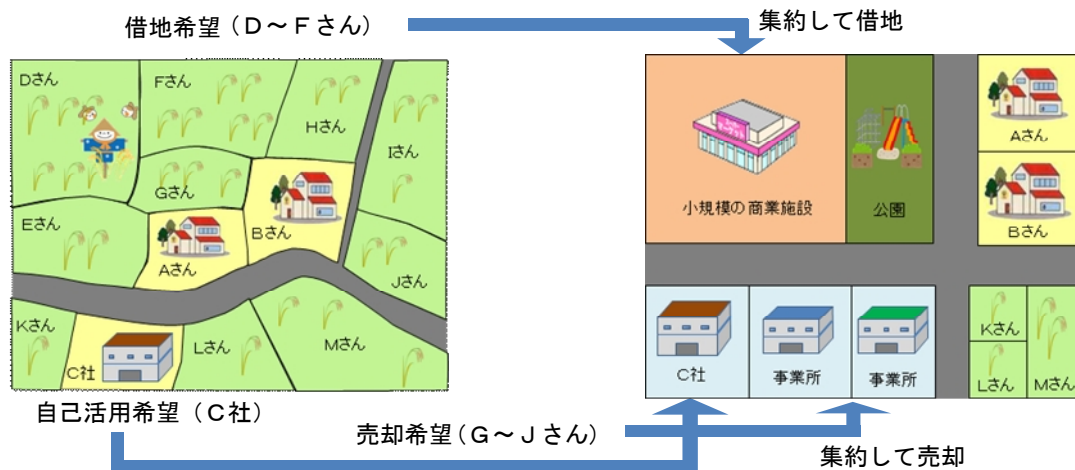 借地希望(D~Fさん)
集約して借地
Dさん
Fさん
Hさん
Iさん
Gさん
Eさん
Bさん
Aさん
Jさん
Kさん
C社
Lさん
Mさん
小規模の商業施設
公園
Aさん
Bさん
C社
事業所
事業所
Kさん
Lさん
Mさん
自己活用希望(C社)
売却希望(G~Jさん)
集約して売却